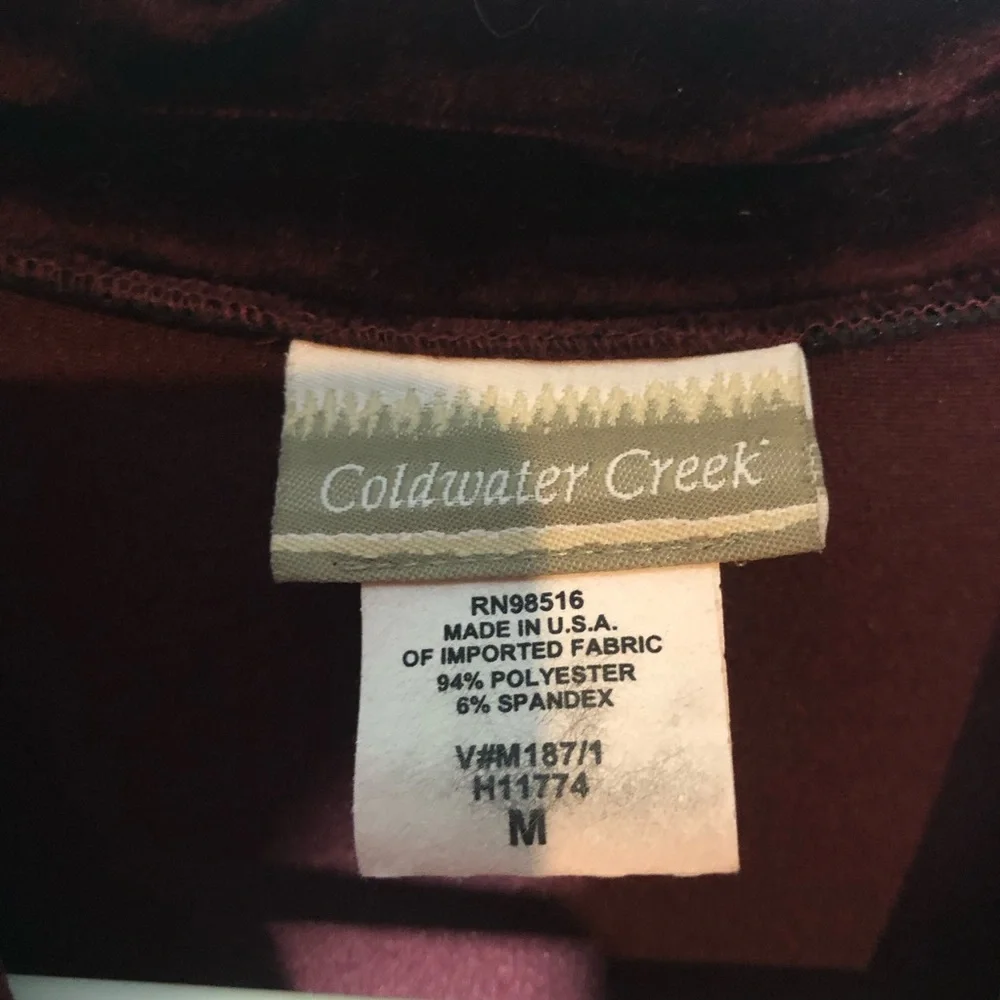 Coldwater Creek
RN98516
MADE IN U.S.A.
OF IMPORTED FABRIC
94% POLYESTER
6% SPANDEX
V#M187/1
H11774
M